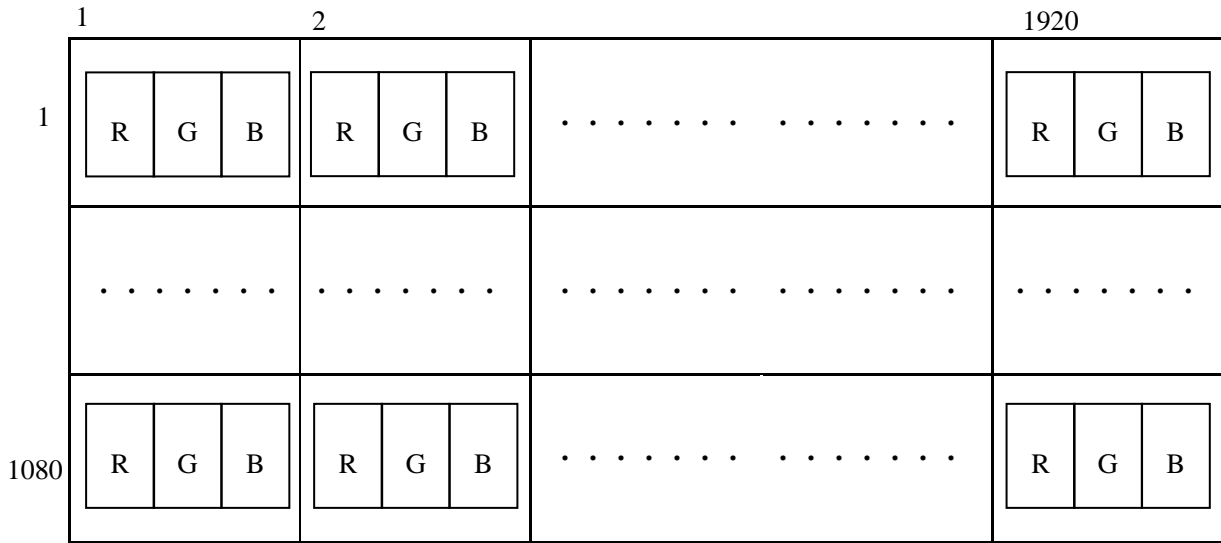 1 2 1920
1 R G B R G B . . . . . . . . . . . . . . R G B
. . . . . . . . . . . . . . . . . . . . . . . . . . . . . . . . . . .
1080 R G B R G B . . . . . . . . . . . . . . R G B